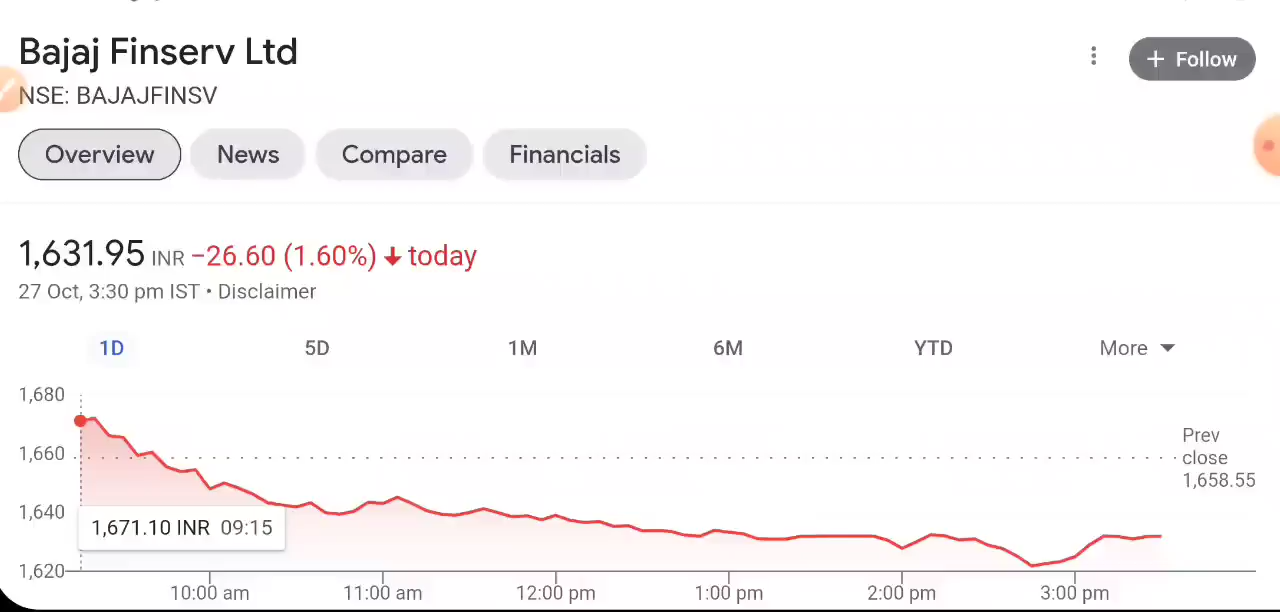 Bajaj Finserv Ltd
+ Follow
NSE: BAJAJFINSV
Overview News Compare Financials
1,631.95 INR −26.60 (1.60%) ↓ today
27 Oct, 3:30 pm IST • Disclaimer
1D 5D 1M 6M YTD More
1,680
1,660
1,640
1,620
Prev
close
1,658.55
1,671.10 INR 09:15
10:00 am 11:00 am 12:00 pm 1:00 pm 2:00 pm 3:00 pm